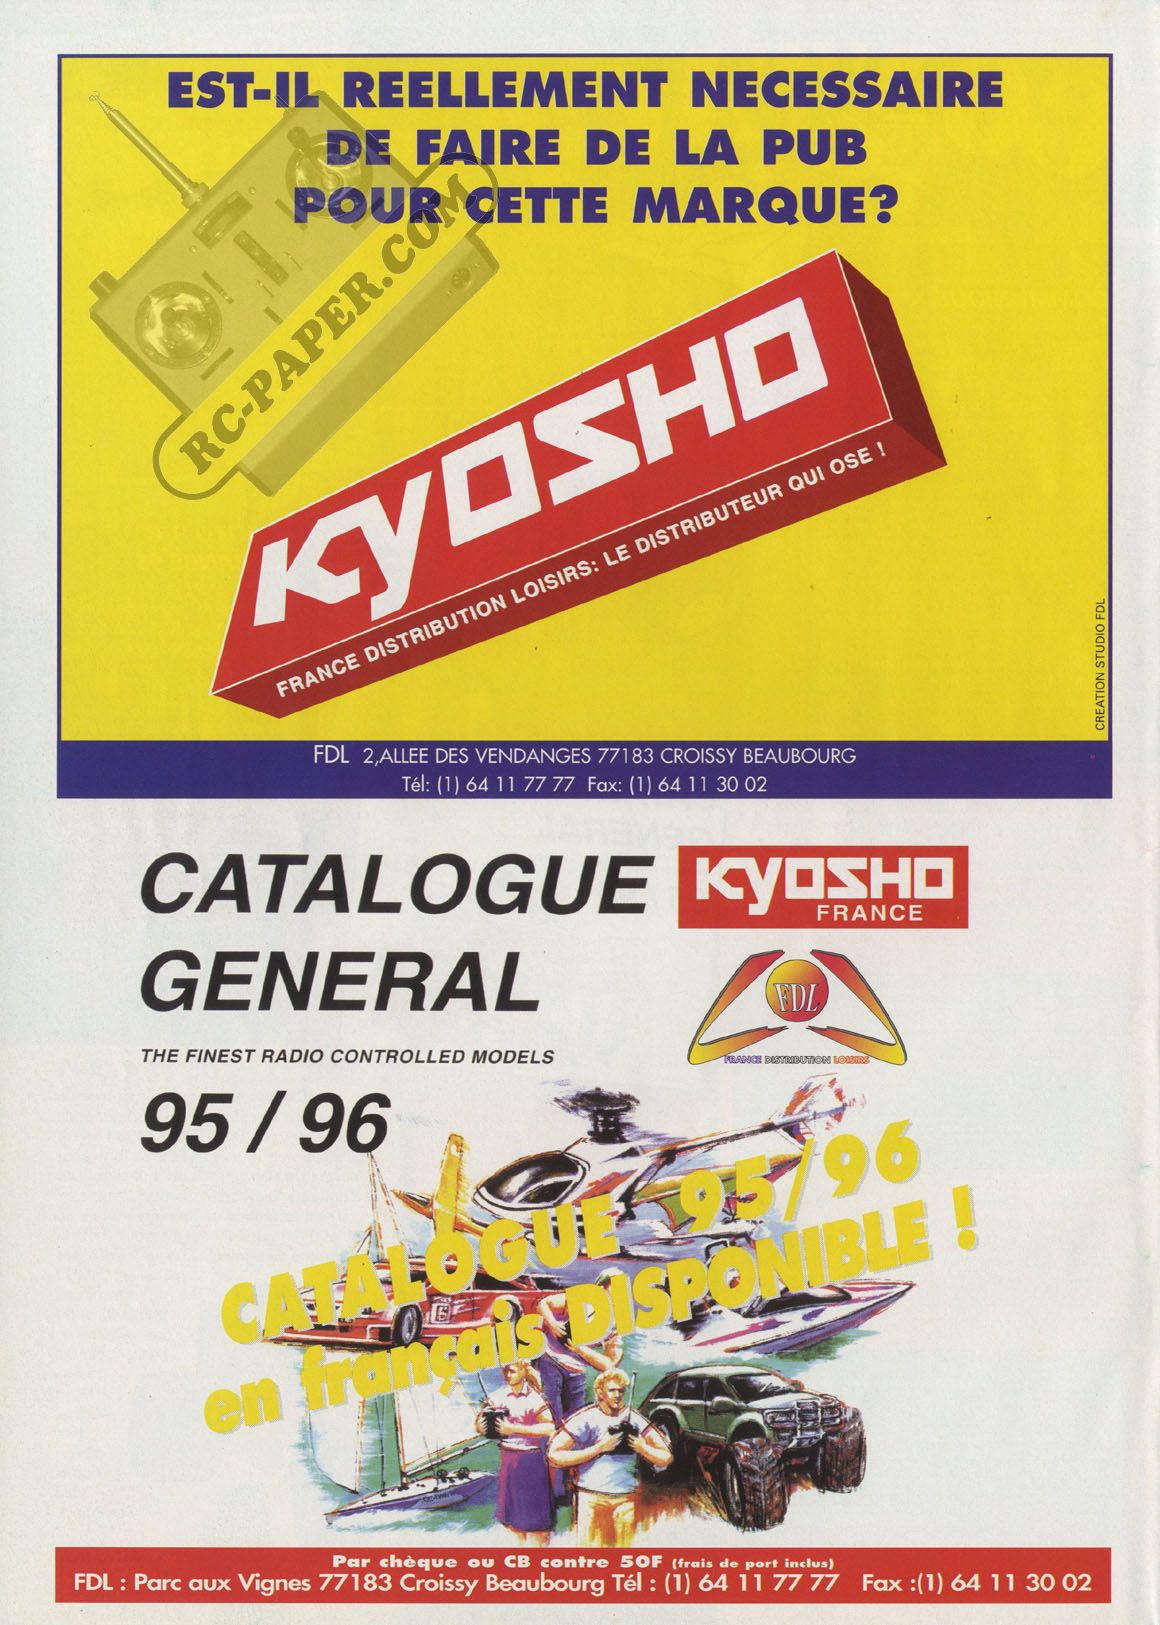 EST-IL REELLEMENT NECESSAIRE
DE FAIRE DE LA PUB
POUR CETTE MARQUE?
RC-PAPER.COM
KYOSHO
FRANCE DISTRIBUTION LOISIRS: LE DISTRIBUTEUR QUI OSE !
CREATION STUDIO FDL
FDL 2,ALLEE DES VENDANGES 77183 CROISSY BEAUBOURG
Tél: (1) 64 11 77 77 Fax: (1) 64 11 30 02
CATALOGUE
GENERAL
THE FINEST RADIO CONTROLLED MODELS
95 / 96
KYOSHO
FRANCE
FDL
FRANCE DISTRIBUTION LOISIRS
CATALOGUE 95/96
en français DISPONIBLE !
Par chèque ou CB contre 50F (frais de port inclus)
FDL : Parc aux Vignes 77183 Croissy Beaubourg Tél : (1) 64 11 77 77 Fax :(1) 64 11 30 02